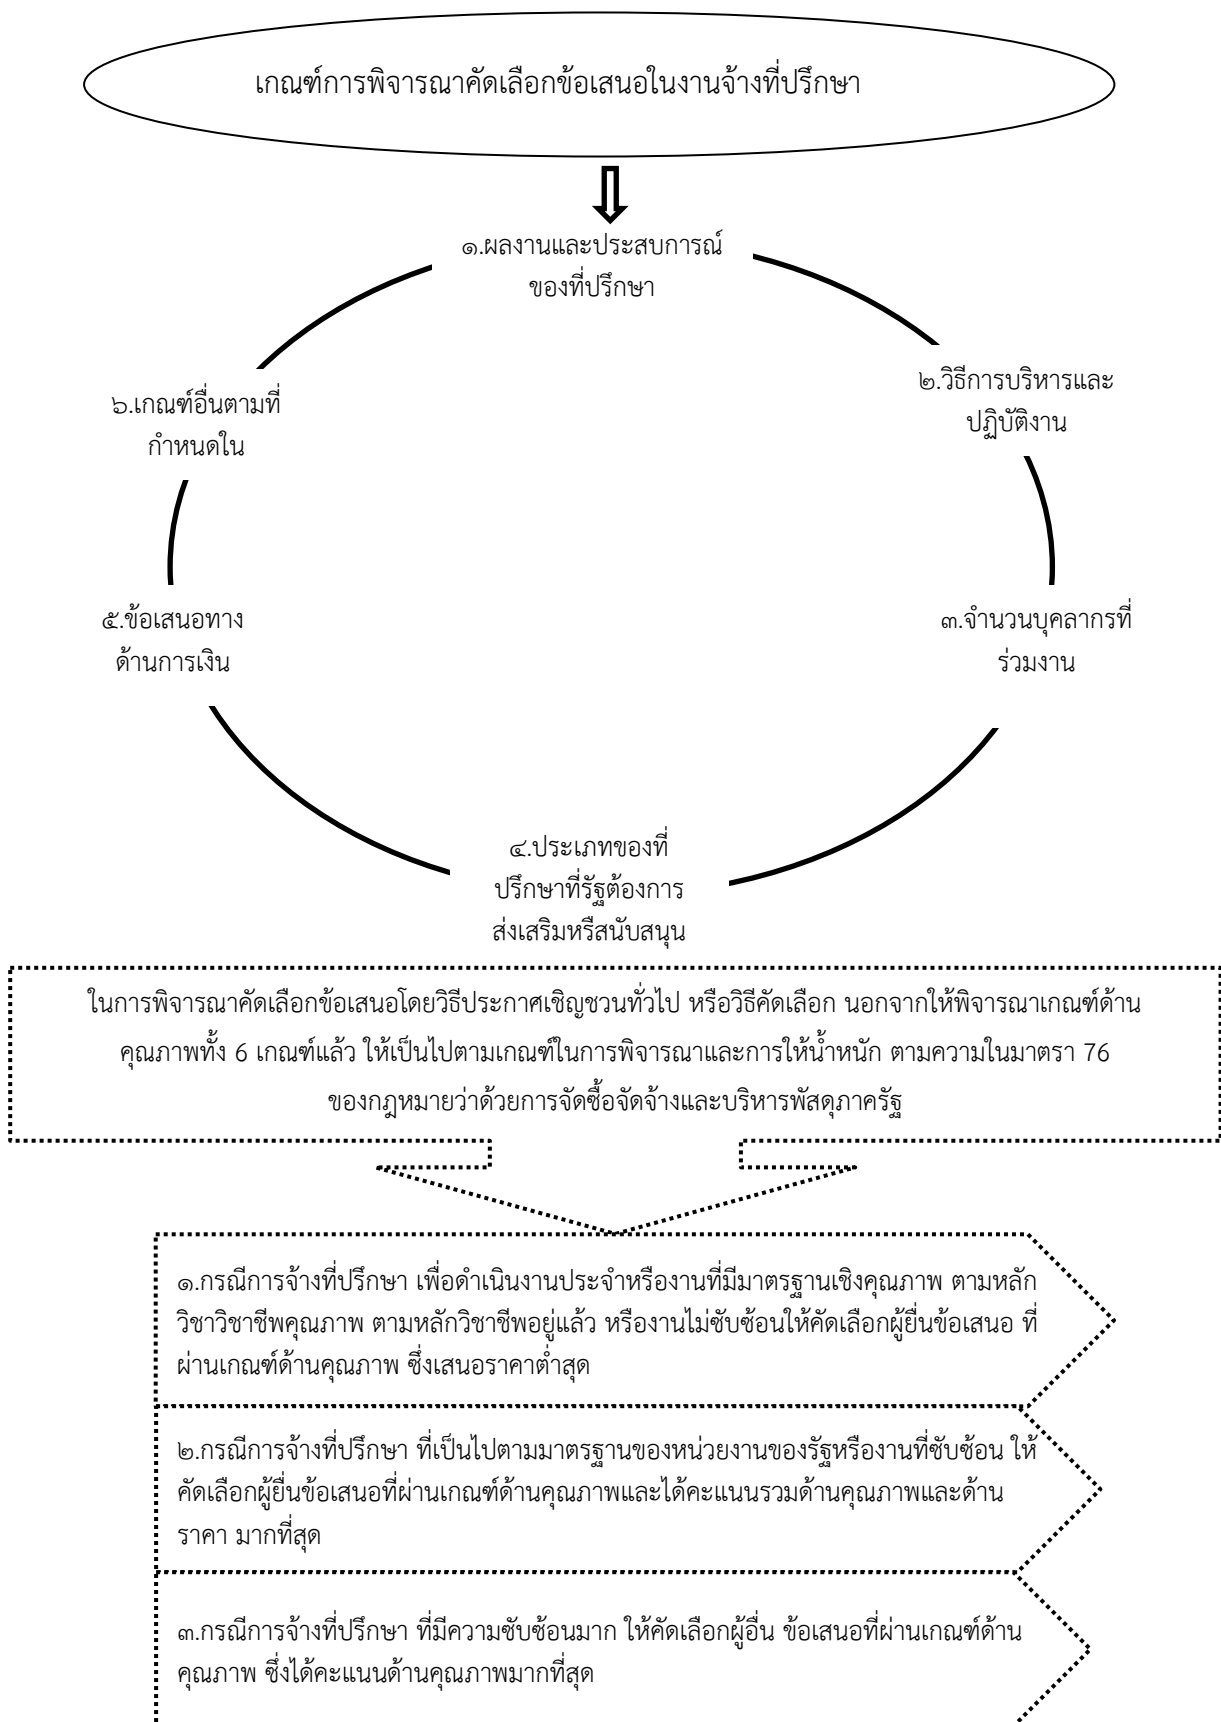 เกณฑ์การพิจารณาคัดเลือกข้อเสนอในงานจ้างที่ปรึกษา
๑.ผลงานและประสบการณ์
ของที่ปรึกษา
๒.วิธีการบริหารและ
ปฏิบัติงาน
๓.จำนวนบุคลากรที่
ร่วมงาน
๔.ประเภทของที่
ปรึกษาที่รัฐต้องการ
ส่งเสริมหรืสนับสนุน
๕.ข้อเสนอทาง
ด้านการเงิน
๖.เกณฑ์อื่นตามที่
กำหนดใน
ในการพิจารณาคัดเลือกข้อเสนอโดยวิธีประกาศเชิญชวนทั่วไป หรือวิธีคัดเลือก นอกจากให้พิจารณาเกณฑ์ด้าน
คุณภาพทั้ง 6 เกณฑ์แล้ว ให้เป็นไปตามเกณฑ์ในการพิจารณาและการให้น้ำหนัก ตามความในมาตรา 76
ของกฎหมายว่าด้วยการจัดซื้อจัดจ้างและบริหารพัสดุภาครัฐ
๑.กรณีการจ้างที่ปรึกษา เพื่อดำเนินงานประจำหรืองานที่มีมาตรฐานเชิงคุณภาพ ตามหลัก
วิชาวิชาชีพคุณภาพ ตามหลักวิชาชีพอยู่แล้ว หรืองานไม่ซับซ้อนให้คัดเลือกผู้ยื่นข้อเสนอ ที่
ผ่านเกณฑ์ด้านคุณภาพ ซึ่งเสนอราคาต่ำสุด
๒.กรณีการจ้างที่ปรึกษา ที่เป็นไปตามมาตรฐานของหน่วยงานของรัฐหรืองานที่ซับซ้อน ให้
คัดเลือกผู้ยื่นข้อเสนอที่ผ่านเกณฑ์ด้านคุณภาพและได้คะแนนรวมด้านคุณภาพและด้าน
ราคา มากที่สุด
๓.กรณีการจ้างที่ปรึกษา ที่มีความซับซ้อนมาก ให้คัดเลือกผู้อื่น ข้อเสนอที่ผ่านเกณฑ์ด้าน
คุณภาพ ซึ่งได้คะแนนด้านคุณภาพมากที่สุด